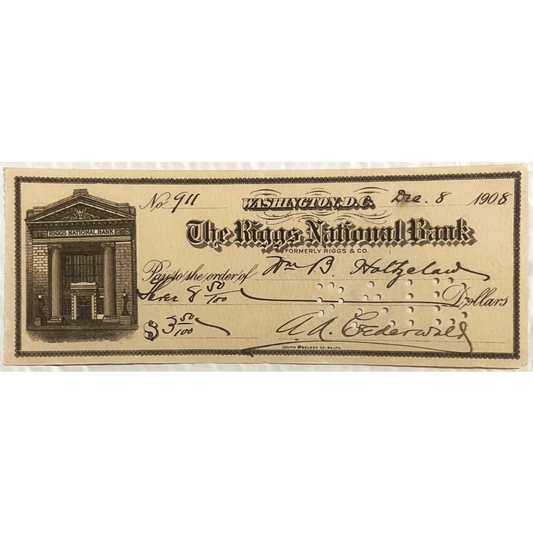 No 911 WASHINGTON, D.C. Dec. 8 1908
RIGGS NATIONAL BANK
The Riggs National Bank
FORMERLY RIGGS & CO.
Pay to the order of Wm B. Holtzclaw
50/100 Dollars
$3 50/100
A. A. Cederwald